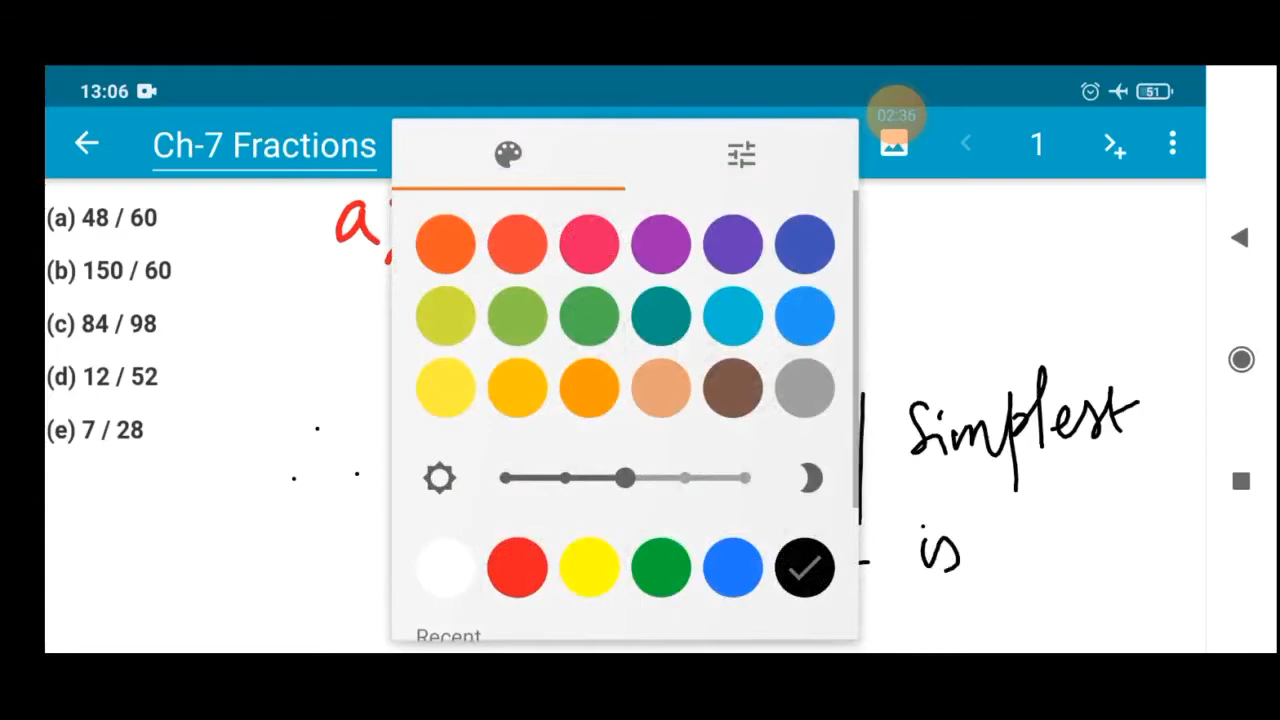 13:06 51
02:36
Ch-7 Fractions 1
(a) 48 / 60
a
(b) 150 / 60
(c) 84 / 98
(d) 12 / 52
Simplest
(e) 7 / 28
is
Recent